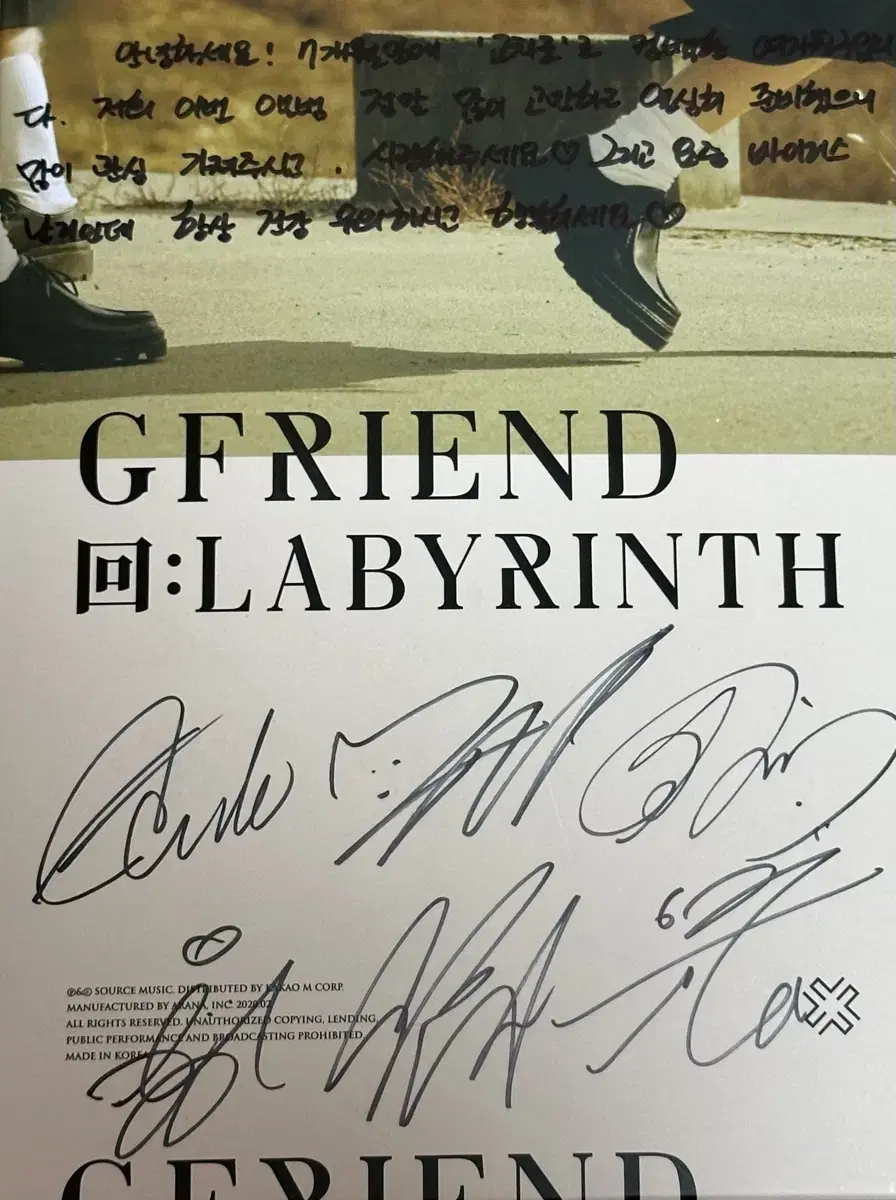 안녕하세요! 7개월만에 '교차로'로 컴백한 여자친구입니
다. 저희 이번 앨범 정말 많이 고민하고 열심히 준비했으니
많이 관심 가져주시고. 사랑해주세요♡ 그리고 요즘 바이러스
난리인데 항상 건강 유의하시고 행복하세요♡
GFRIEND
回:LABYRINTH
℗&© SOURCE MUSIC. DISTRIBUTED BY KAKAO M CORP.
MANUFACTURED BY ARANA, INC. 2020.02
ALL RIGHTS RESERVED. UNAUTHORIZED COPYING, LENDING,
PUBLIC PERFORMANCE AND BROADCASTING PROHIBITED.
MADE IN KOREA
GFRIEND